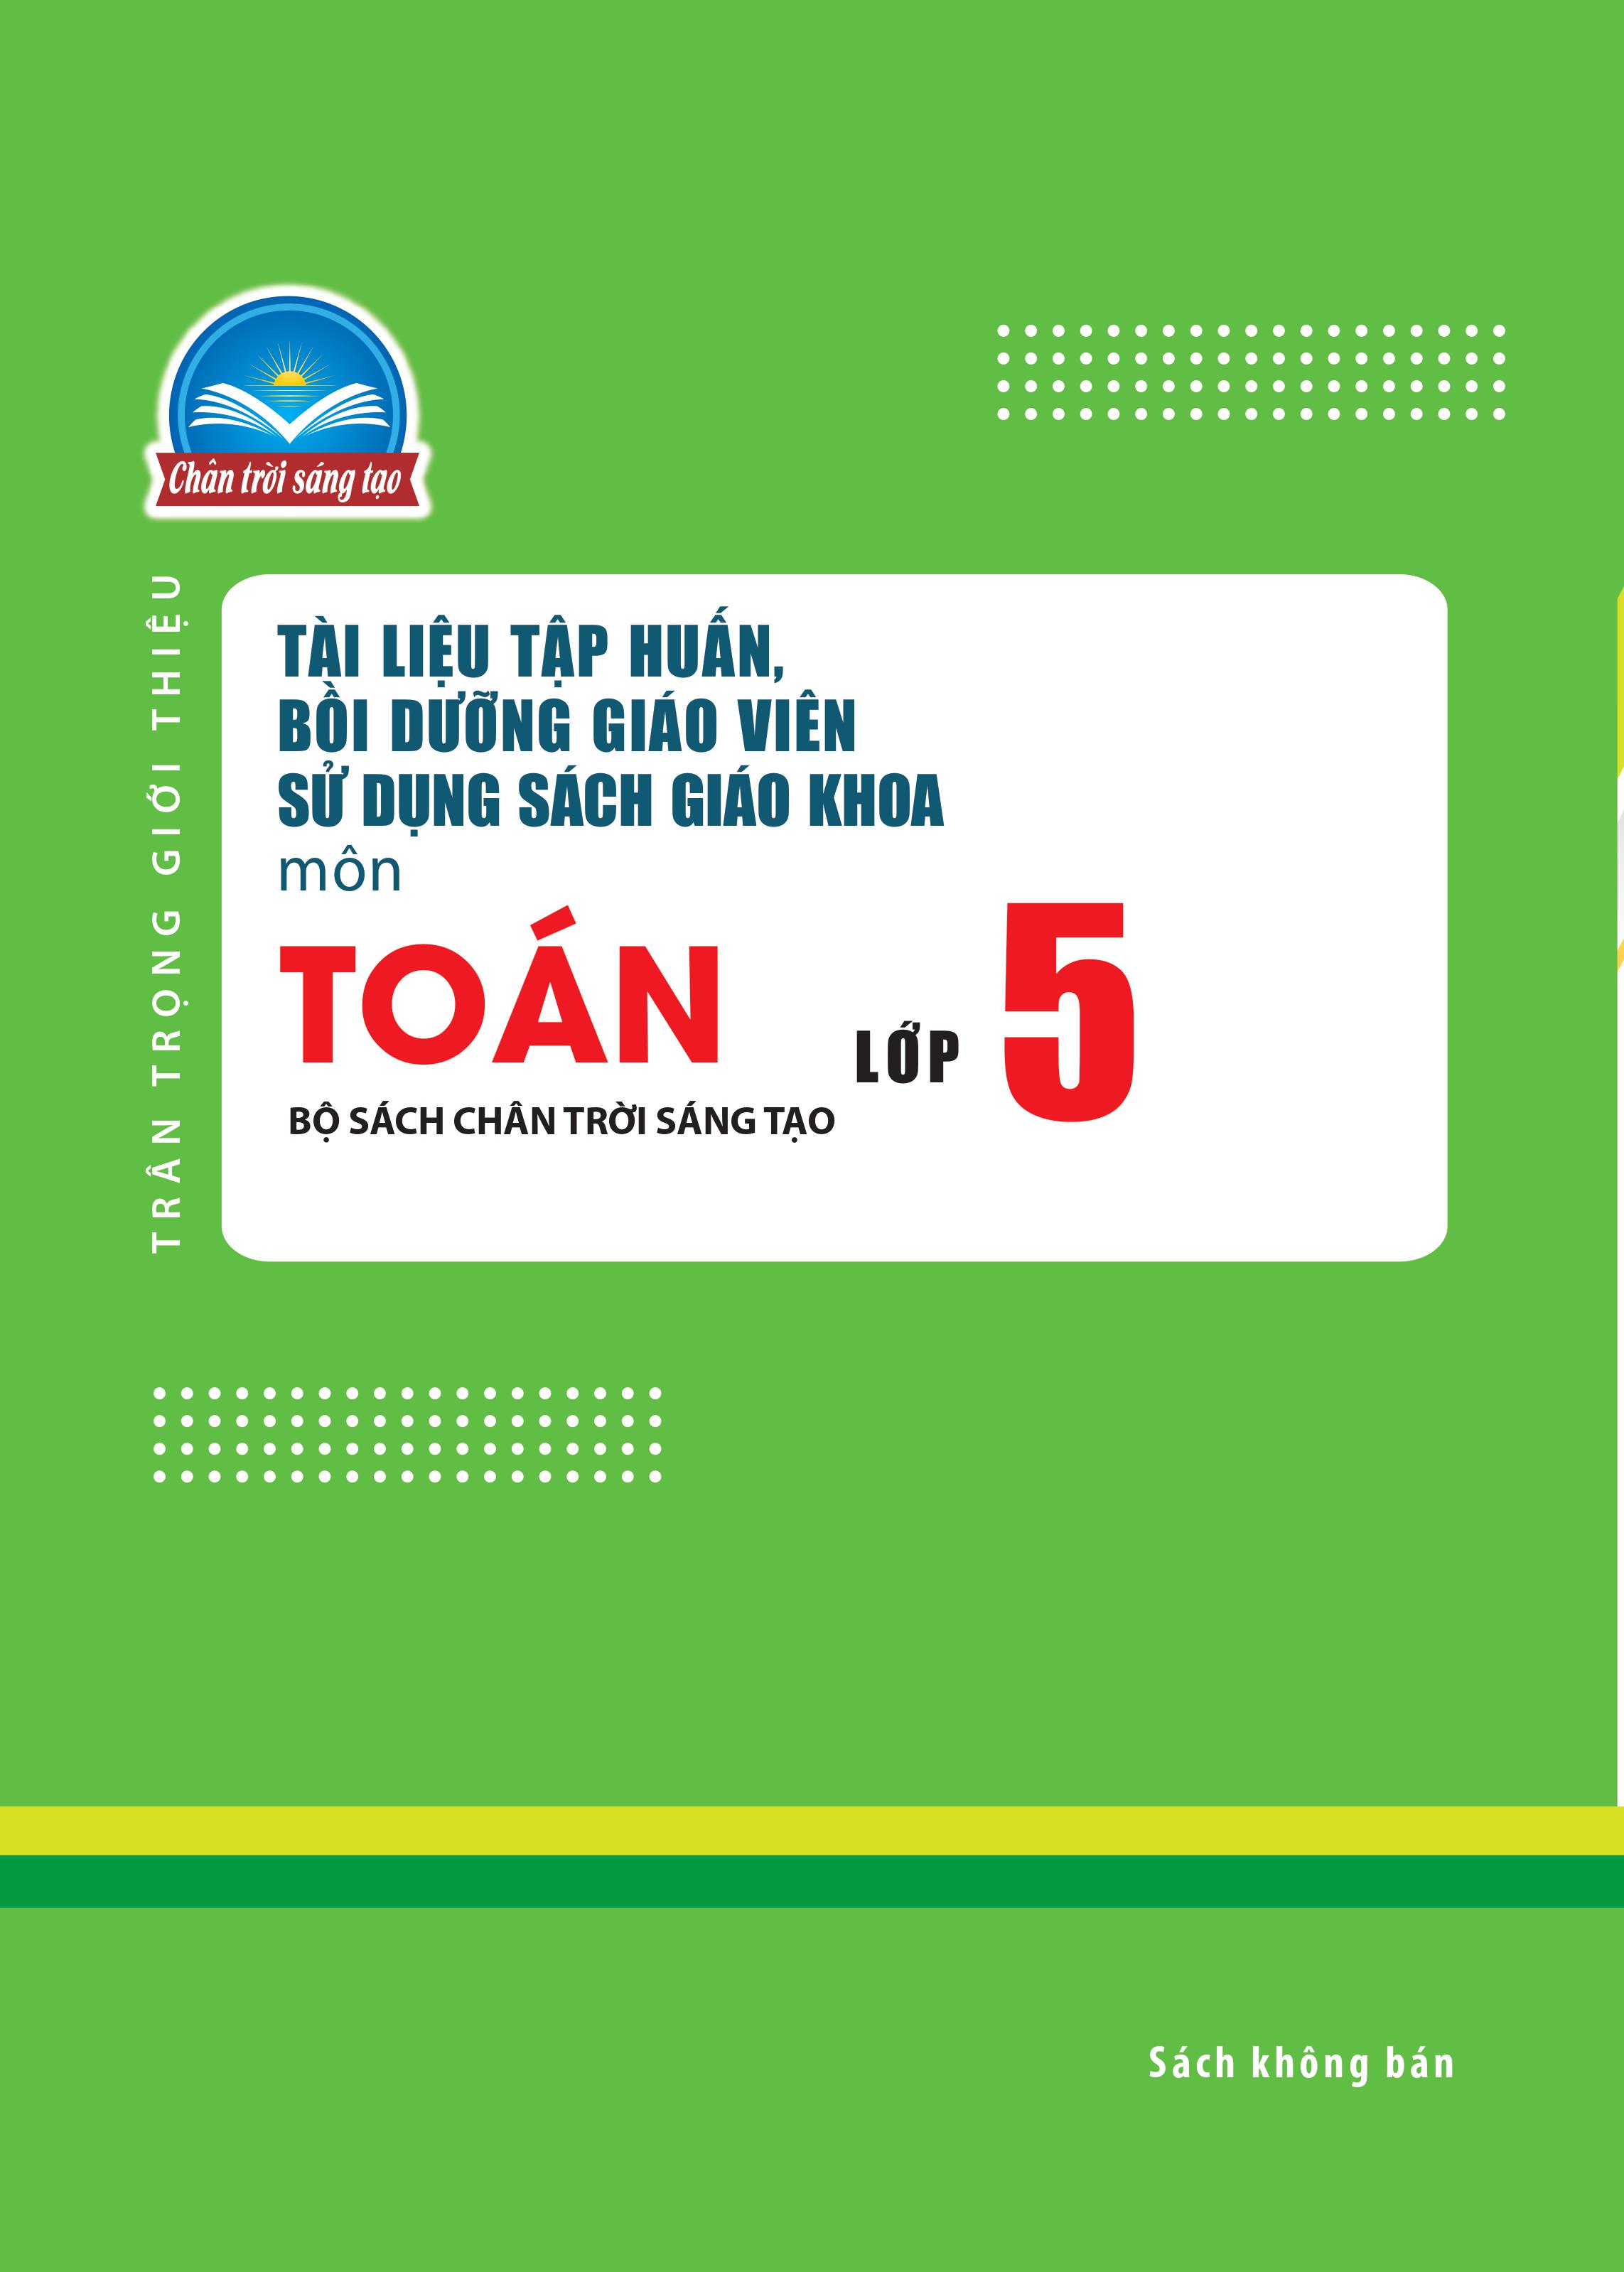 Chân trời sáng tạo
TRÂN TRỌNG GIỚI THIỆU
TÀI LIỆU TẬP HUẤN,
BỒI DƯỠNG GIÁO VIÊN
SỬ DỤNG SÁCH GIÁO KHOA
môn
TOÁN
LỚP 5
BỘ SÁCH CHÂN TRỜI SÁNG TẠO
Sách không bán